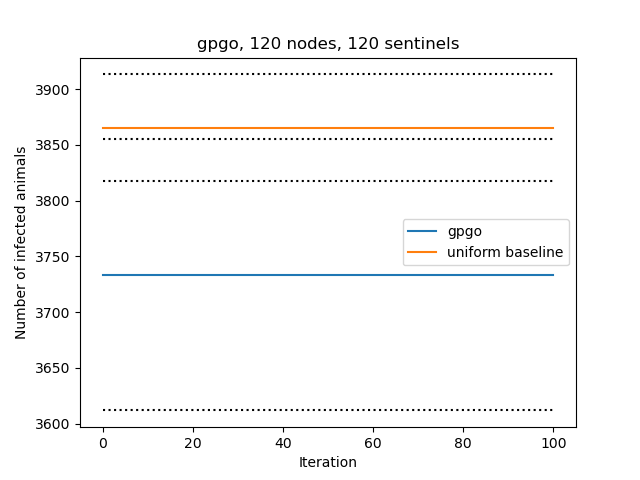 gpgo, 120 nodes, 120 sentinels
Number of infected animals
3900
3850
3800
3750
3700
3650
3600
gpgo
uniform baseline
0 20 40 60 80 100
Iteration